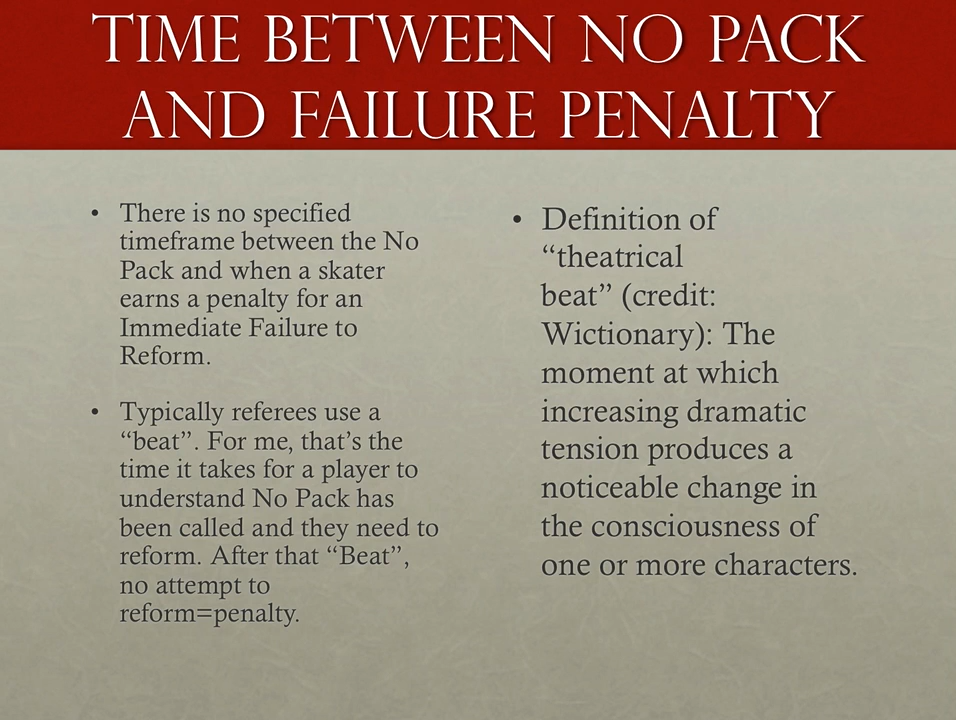 TIME BETWEEN NO PACK
AND FAILURE PENALTY
• There is no specified
timeframe between the No
Pack and when a skater
earns a penalty for an
Immediate Failure to
Reform.
• Typically referees use a
“beat”. For me, that’s the
time it takes for a player to
understand No Pack has
been called and they need to
reform. After that “Beat”,
no attempt to
reform=penalty.
• Definition of
“theatrical
beat” (credit:
Wictionary): The
moment at which
increasing dramatic
tension produces a
noticeable change in
the consciousness of
one or more characters.